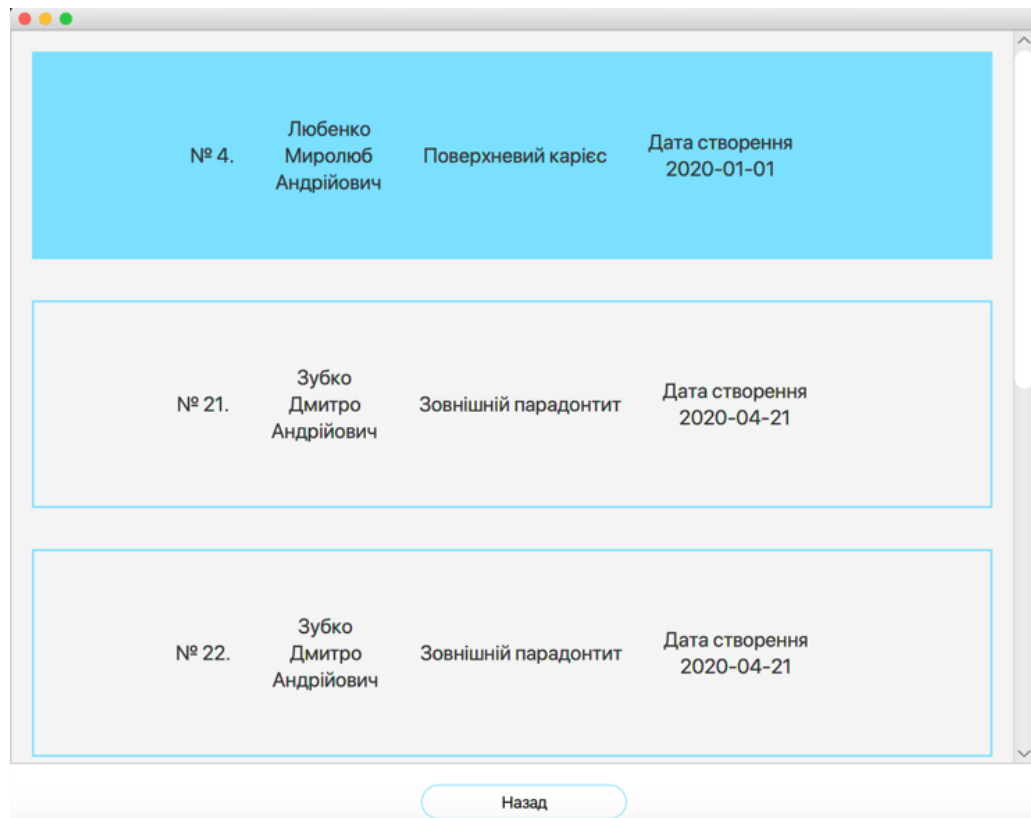 № 4.
Любенко
Миролюб
Андрійович
Поверхневий карієс
Дата створення
2020-01-01
№ 21.
Зубко
Дмитро
Андрійович
Зовнішній парадонтит
Дата створення
2020-04-21
№ 22.
Зубко
Дмитро
Андрійович
Зовнішній парадонтит
Дата створення
2020-04-21
Назад